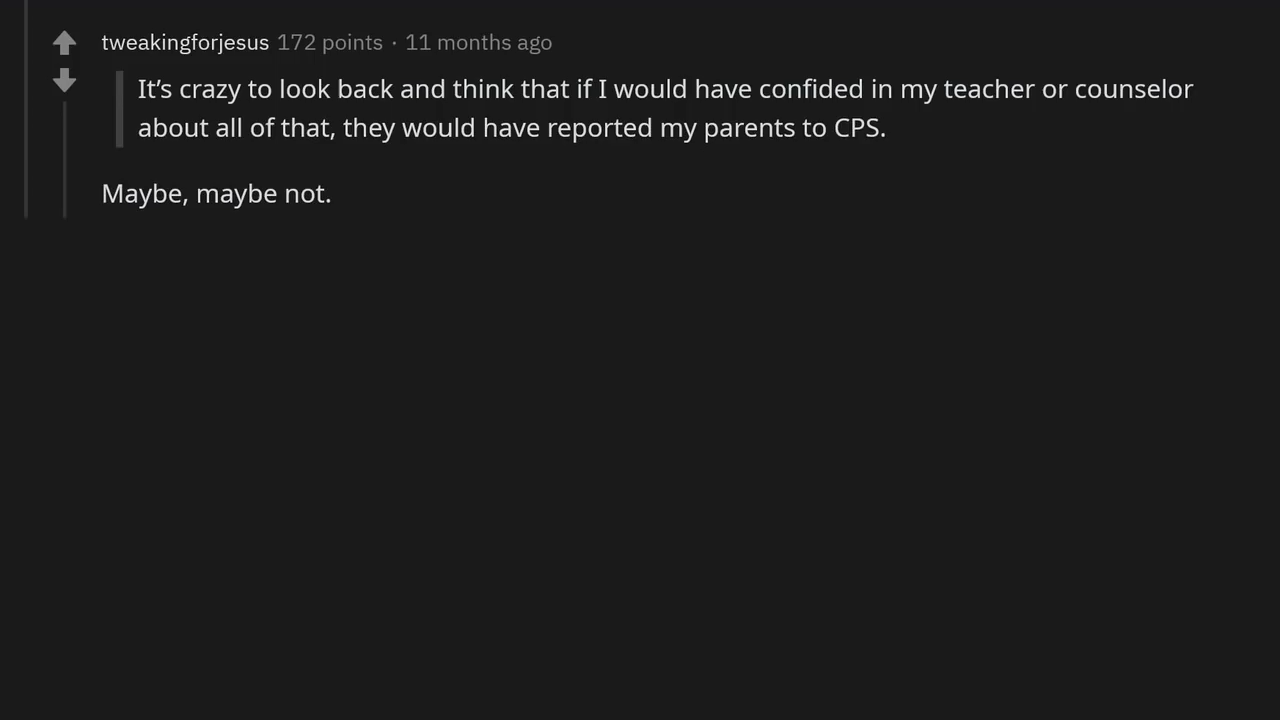 tweakingforjesus 172 points · 11 months ago
It’s crazy to look back and think that if I would have confided in my teacher or counselor
about all of that, they would have reported my parents to CPS.
Maybe, maybe not.